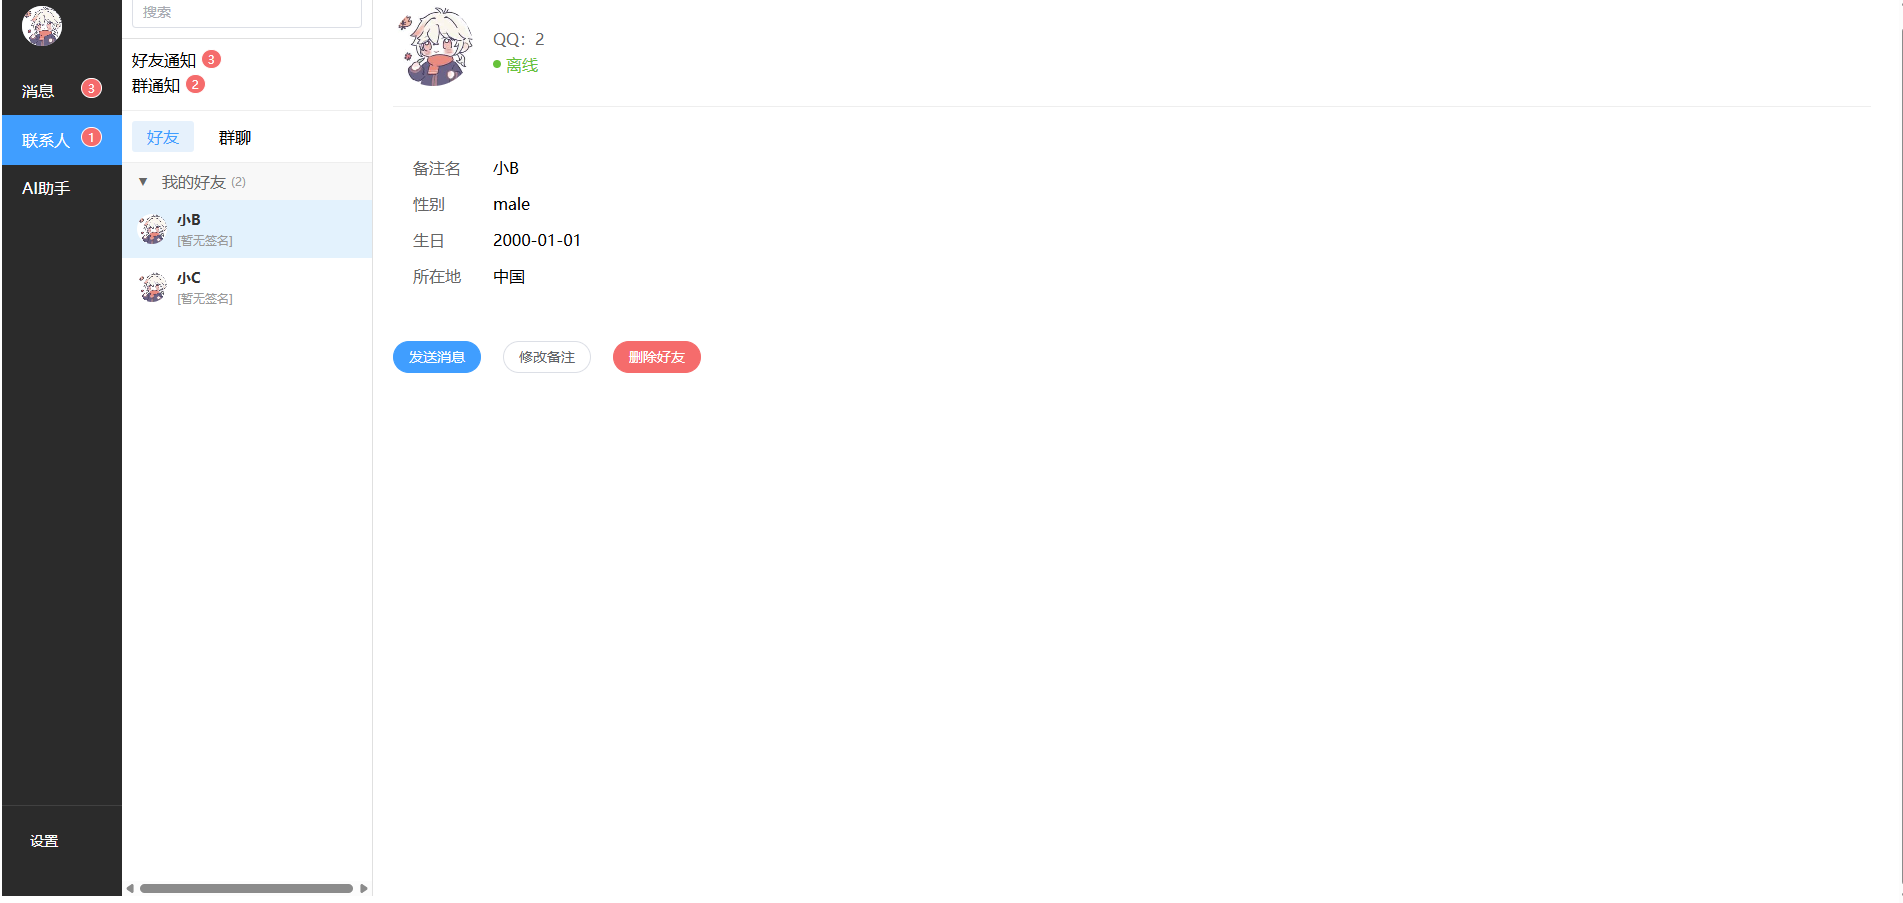 消息 3
联系人 1
AI助手
设置
搜索
好友通知 3
群通知 2
好友 群聊
▼ 我的好友 (2)
小B
[暂无签名]
小C
[暂无签名]
QQ：2
离线
备注名 小B
性别 male
生日 2000-01-01
所在地 中国
发送消息 修改备注 删除好友